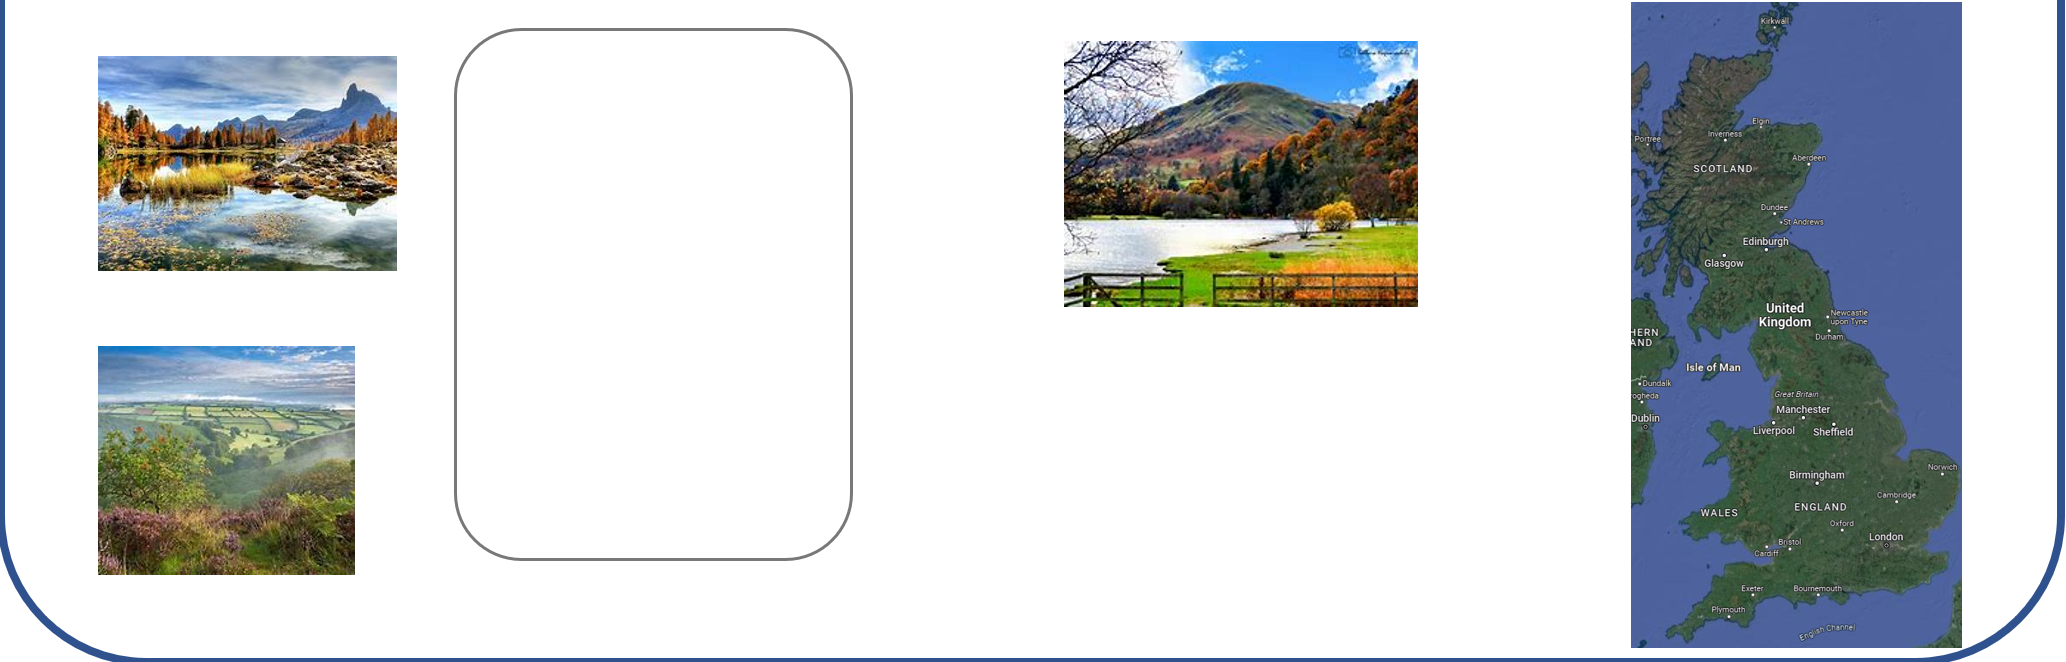 Kirkwall
Elgin
Inverness
Portree
Aberdeen
SCOTLAND
Dundee
St Andrews
Edinburgh
Glasgow
United
Kingdom
Newcastle
upon Tyne
HERN
AND
Durham
Isle of Man
Dundalk
Great Britain
rogheda
Manchester
Dublin
Liverpool
Sheffield
Norwich
Birmingham
Cambridge
ENGLAND
WALES
Oxford
London
Bristol
Cardiff
Exeter
Bournemouth
Plymouth
English Channel